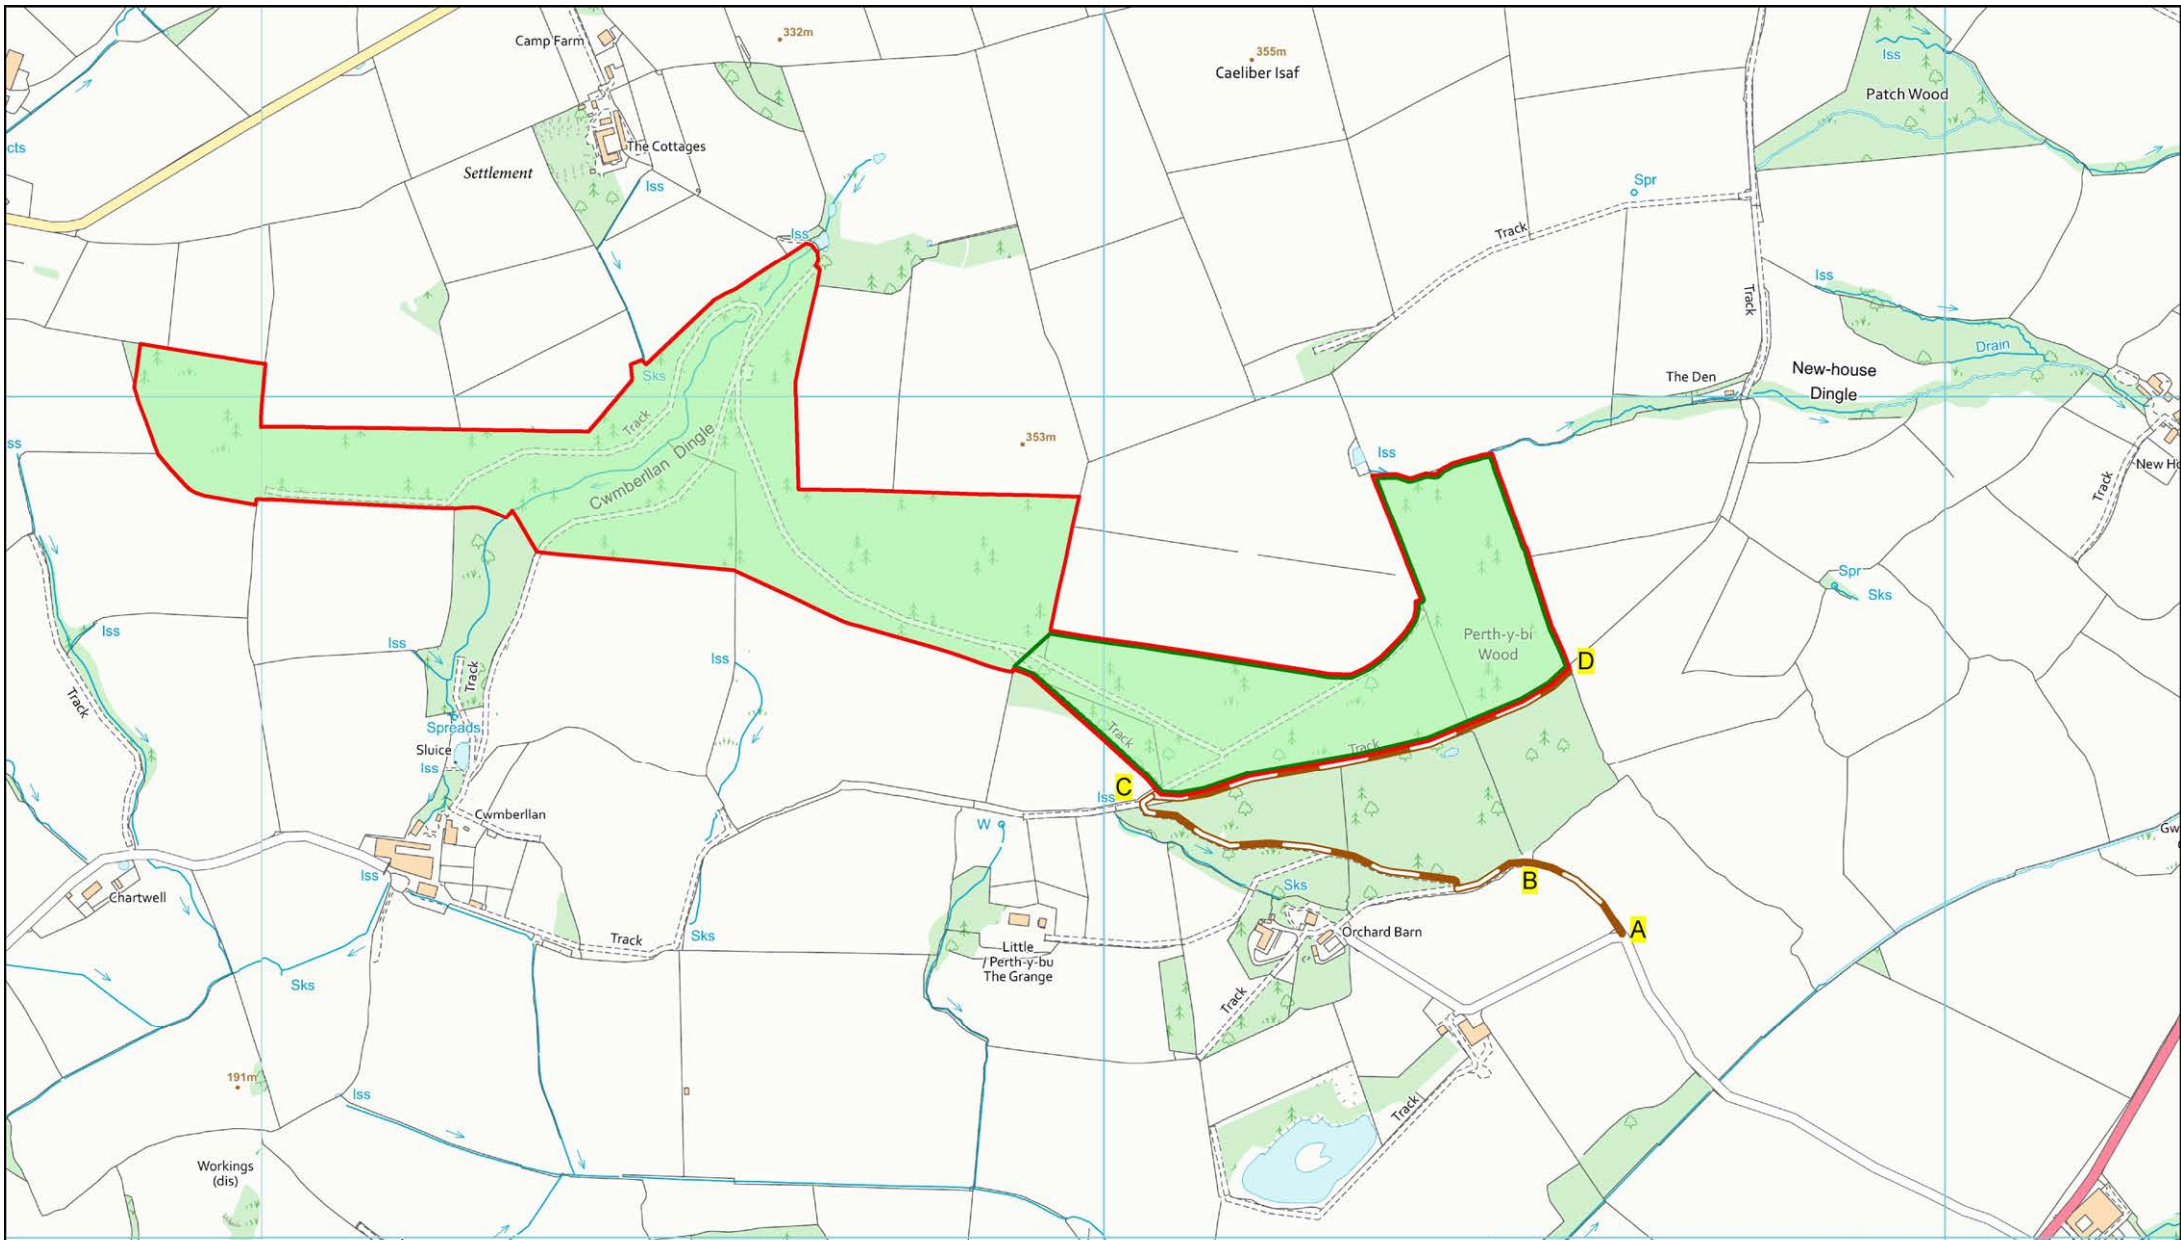 Camp Farm
332m
355m
Caeliber Isaf
Iss
Patch Wood
cts
The Cottages
Settlement
Iss
Spr
Iss
Track
Iss
Track
Drain
New-house
Dingle
The Den
Sks
Track
Cwmberllan Dingle
353m
Iss
ss
New Ho
Track
Spr
Sks
Iss
Iss
Iss
Perth-y-bi
Wood
D
Track
Track
Spreads
Track
Sluice
Track
Iss
C
Iss
Cwmberllan
W
Gw
Iss
Chartwell
Sks
B
Track
Sks
Orchard Barn
A
Little
Perth-y-bu
The Grange
Sks
Track
191m
Iss
Track
Workings
(dis)